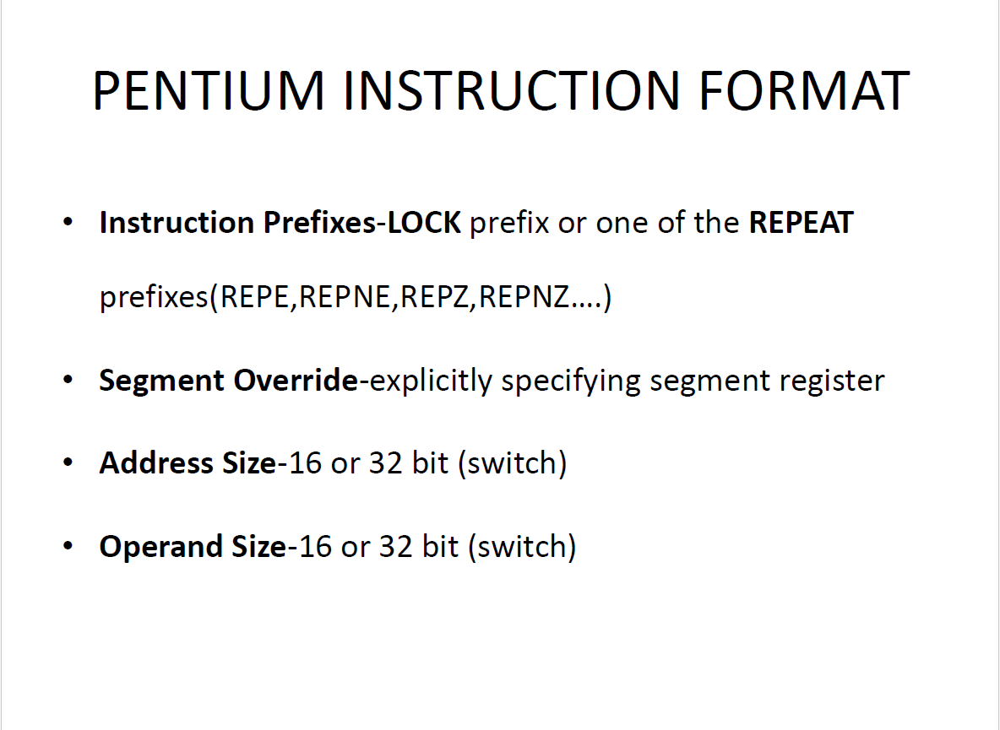 PENTIUM INSTRUCTION FORMAT
• Instruction Prefixes-LOCK prefix or one of the REPEAT
prefixes(REPE,REPNE,REPZ,REPNZ....)
• Segment Override-explicitly specifying segment register
• Address Size-16 or 32 bit (switch)
• Operand Size-16 or 32 bit (switch)